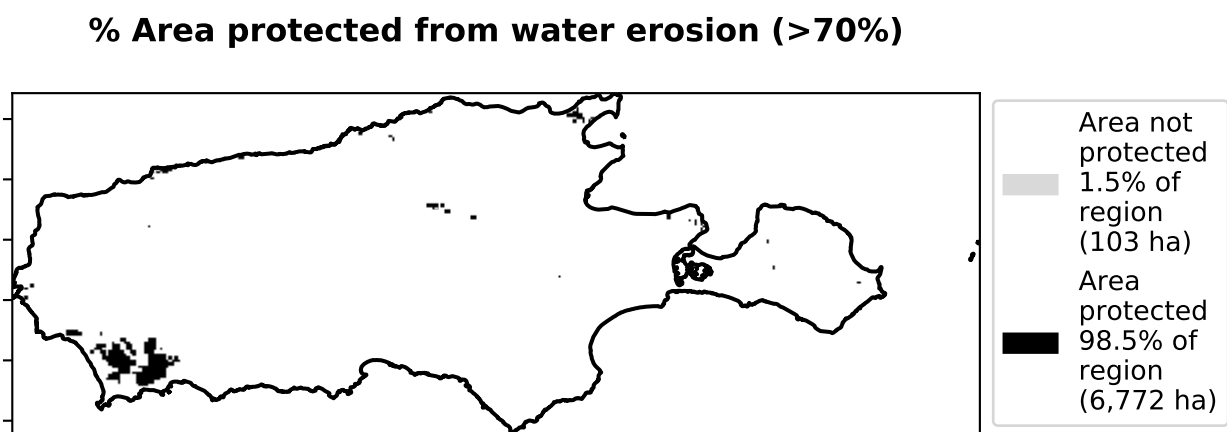 % Area protected from water erosion (>70%)
Area not
protected
1.5% of
region
(103 ha)
Area
protected
98.5% of
region
(6,772 ha)